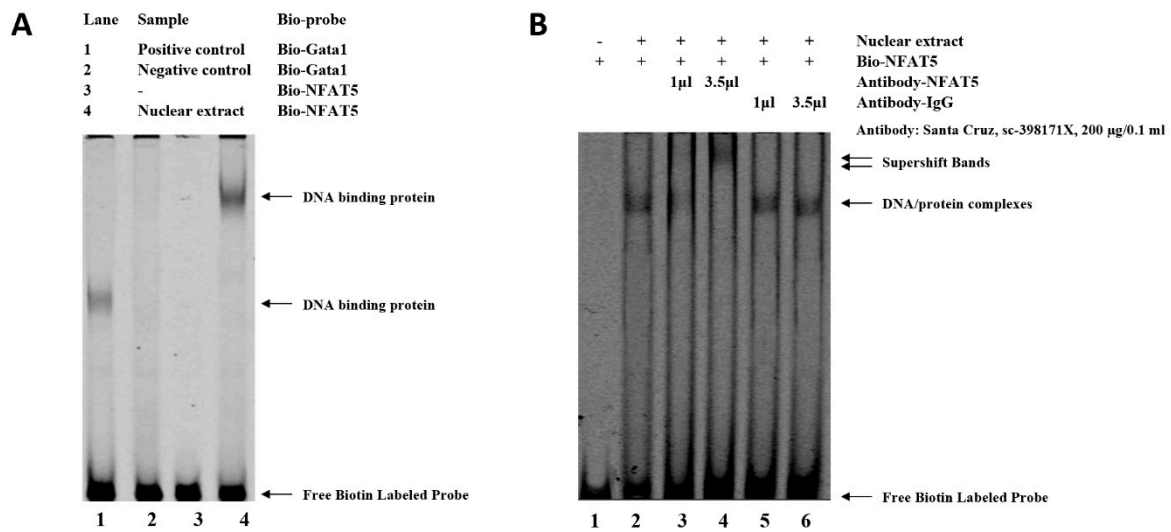 A
Lane Sample Bio-probe
1 Positive control Bio-Gata1
2 Negative control Bio-Gata1
3 - Bio-NFAT5
4 Nuclear extract Bio-NFAT5
DNA binding protein
DNA binding protein
Free Biotin Labeled Probe
1 2 3 4
B
- + + + + + Nuclear extract
+ + + + + + Bio-NFAT5
1μl 3.5μl Antibody-NFAT5
1μl 3.5μl Antibody-IgG
Antibody: Santa Cruz, sc-398171X, 200 μg/0.1 ml
Supershift Bands
DNA/protein complexes
Free Biotin Labeled Probe
1 2 3 4 5 6